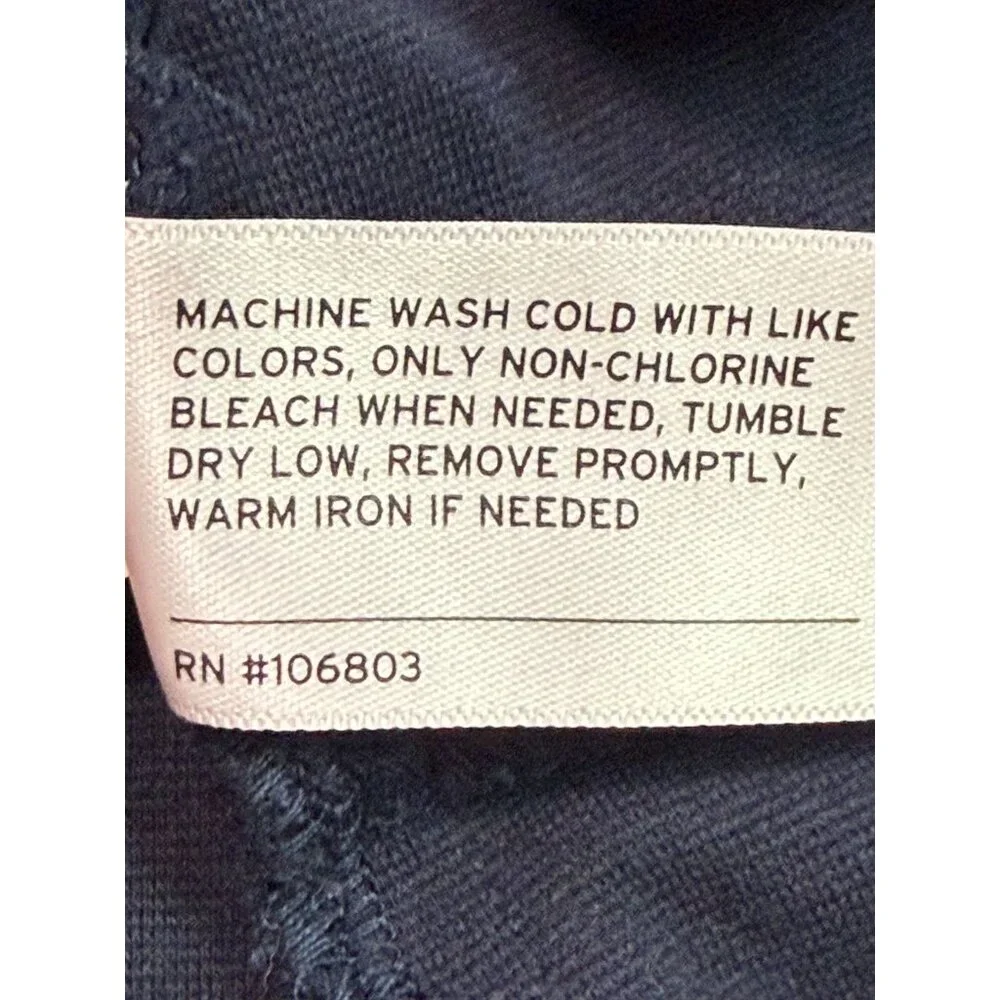 MACHINE WASH COLD WITH LIKE
COLORS, ONLY NON-CHLORINE
BLEACH WHEN NEEDED, TUMBLE
DRY LOW, REMOVE PROMPTLY,
WARM IRON IF NEEDED
RN #106803